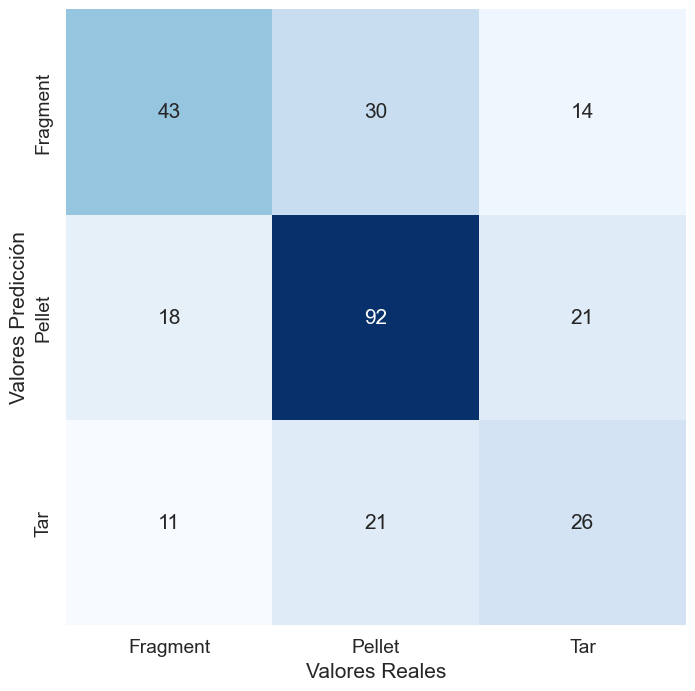 Valores Predicción
Fragment
43 30 14
Pellet
18 92 21
Tar
11 21 26
Fragment Pellet Tar
Valores Reales